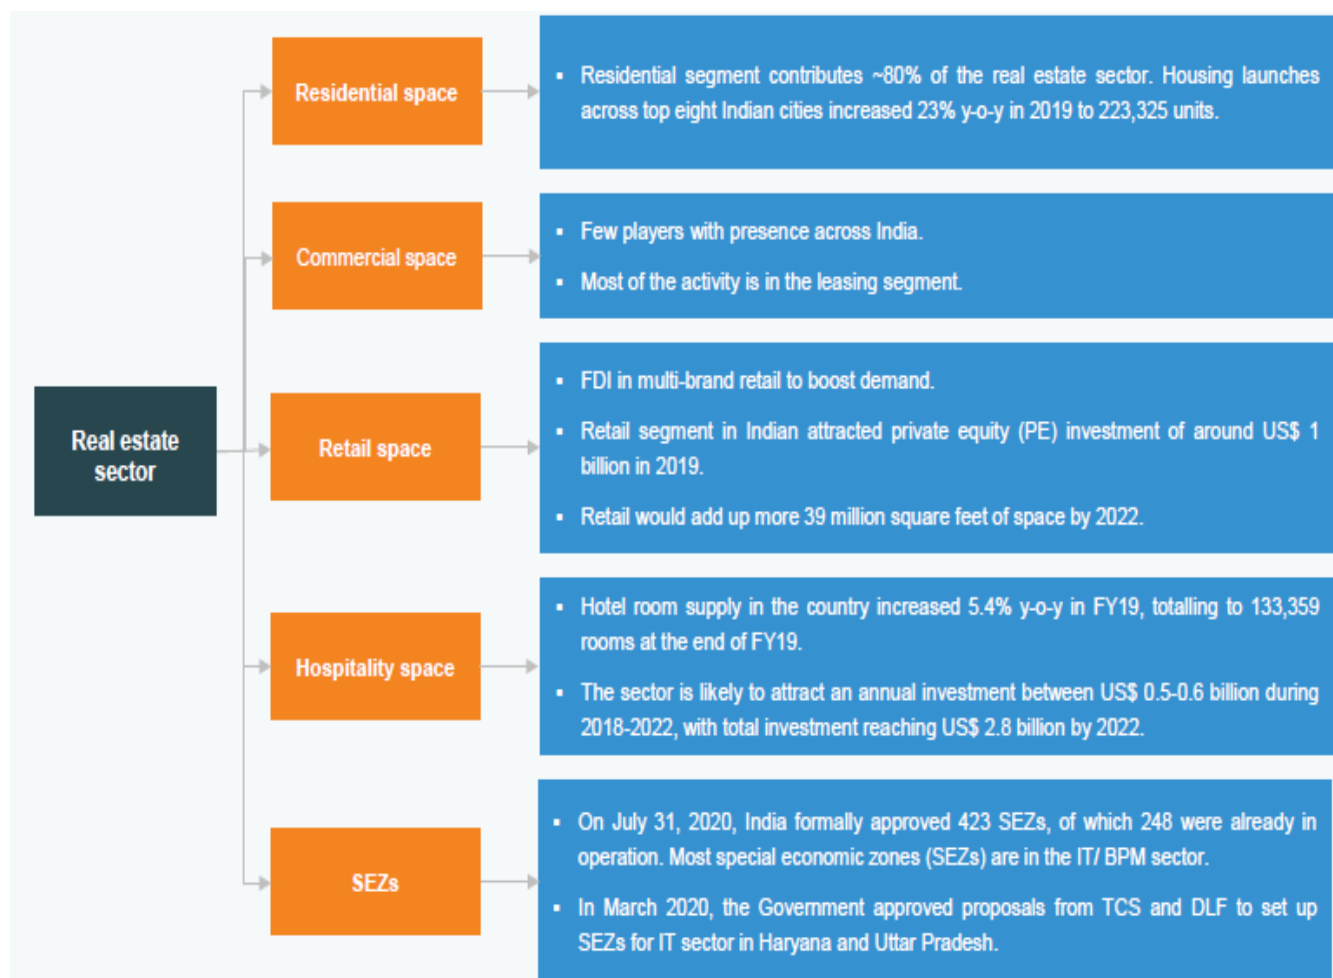 Real estate
sector
Residential space
▪ Residential segment contributes ~80% of the real estate sector. Housing launches
across top eight Indian cities increased 23% y-o-y in 2019 to 223,325 units.
Commercial space
▪ Few players with presence across India.
▪ Most of the activity is in the leasing segment.
Retail space
▪ FDI in multi-brand retail to boost demand.
▪ Retail segment in Indian attracted private equity (PE) investment of around US$ 1
billion in 2019.
▪ Retail would add up more 39 million square feet of space by 2022.
Hospitality space
▪ Hotel room supply in the country increased 5.4% y-o-y in FY19, totalling to 133,359
rooms at the end of FY19.
▪ The sector is likely to attract an annual investment between US$ 0.5-0.6 billion during
2018-2022, with total investment reaching US$ 2.8 billion by 2022.
SEZs
▪ On July 31, 2020, India formally approved 423 SEZs, of which 248 were already in
operation. Most special economic zones (SEZs) are in the IT/ BPM sector.
▪ In March 2020, the Government approved proposals from TCS and DLF to set up
SEZs for IT sector in Haryana and Uttar Pradesh.